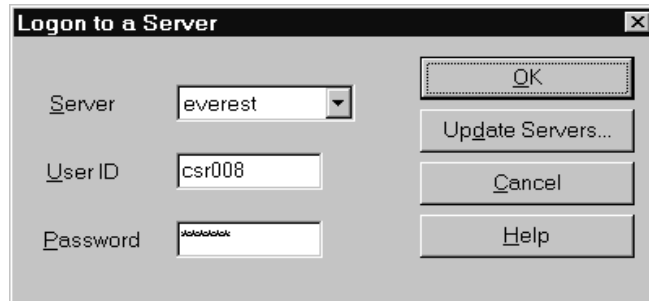 Logon to a Server
Server
everest
User ID
csr008
Password
*******
OK
Update Servers...
Cancel
Help